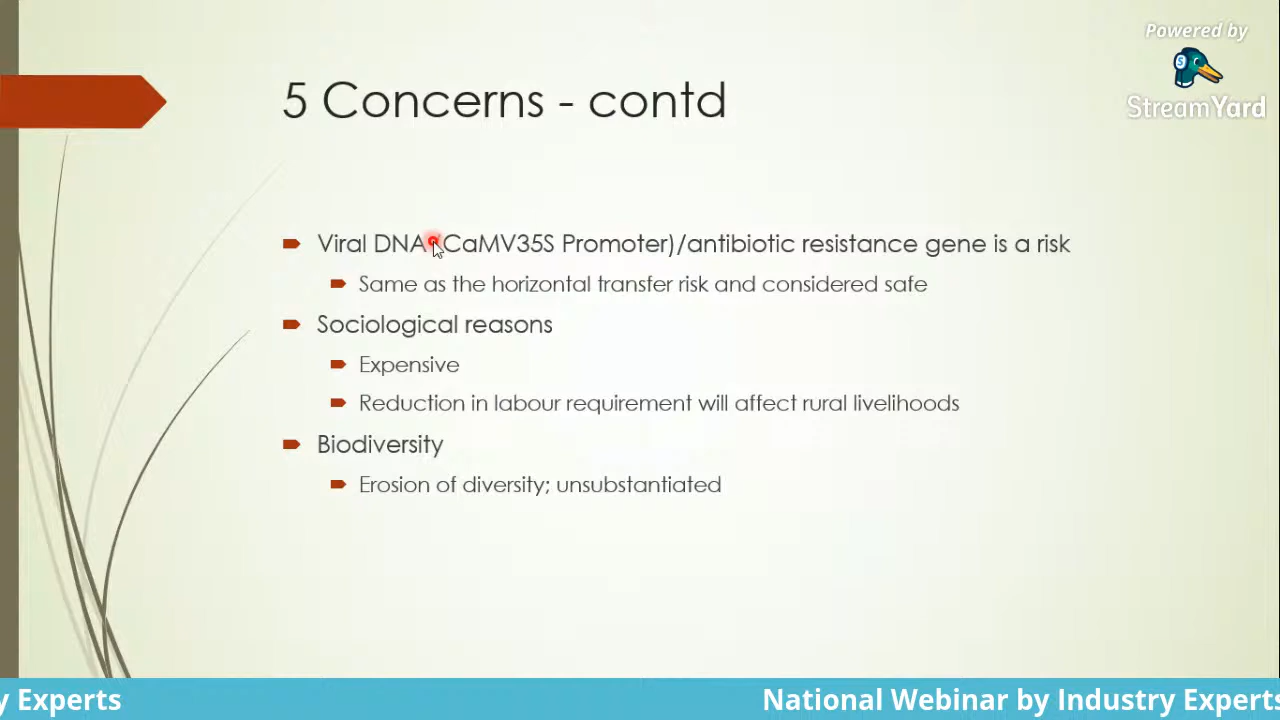 Powered by
StreamYard
5 Concerns - contd
Viral DNA (CaMV35S Promoter)/antibiotic resistance gene is a risk
Same as the horizontal transfer risk and considered safe
Sociological reasons
Expensive
Reduction in labour requirement will affect rural livelihoods
Biodiversity
Erosion of diversity; unsubstantiated
y Experts
National Webinar by Industry Experts